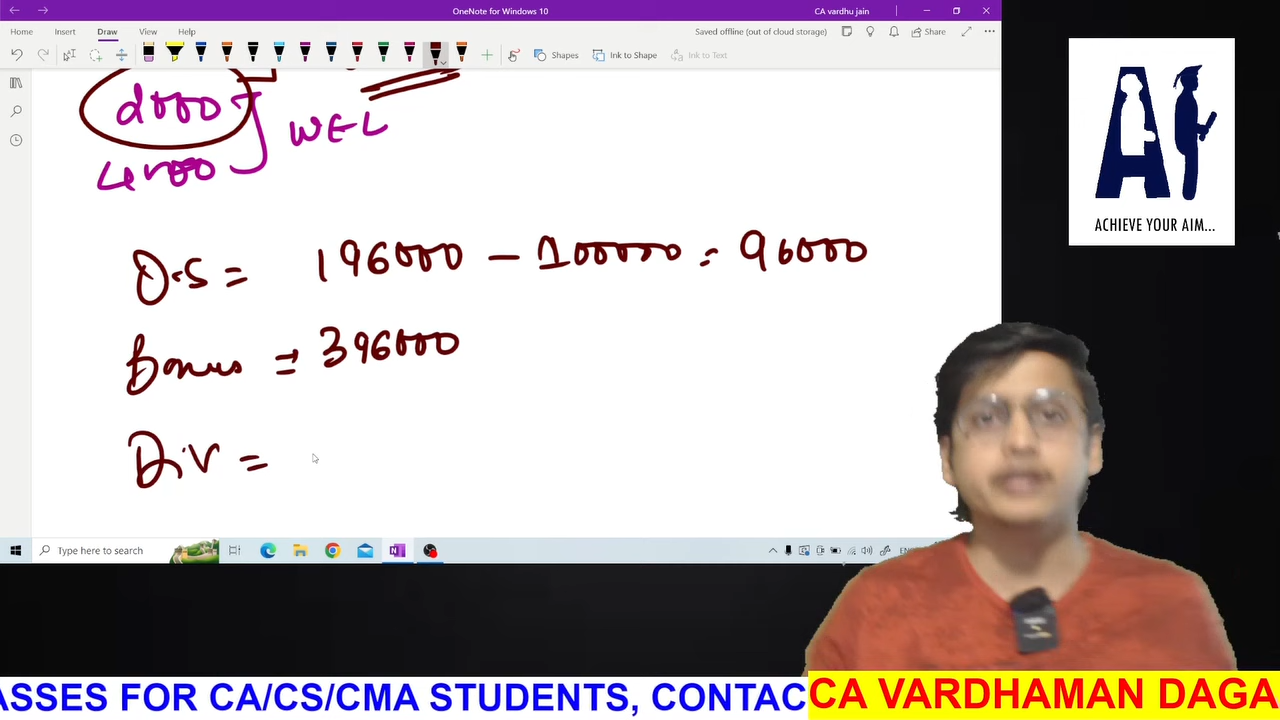 OneNote for Windows 10
CA vardhu jain
Home Insert Draw View Help
Saved offline (out of cloud storage)
Share
Shapes
Ink to Shape
Ink to Text
2000
4000
WEL
O.S = 196000 - 100000 = 96000
Bonus = 396000
Div =
Type here to search
ACHIEVE YOUR AIM...
ASSES FOR CA/CS/CMA STUDENTS, CONTAC
CA VARDHAMAN DAGA